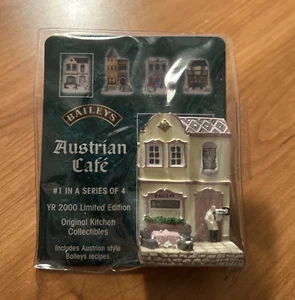 BAILEYS
Austrian
Café
#1 IN A SERIES OF 4
YR 2000 Limited Edition
Original Kitchen
Collectibles
Includes Austrian style
Baileys recipes